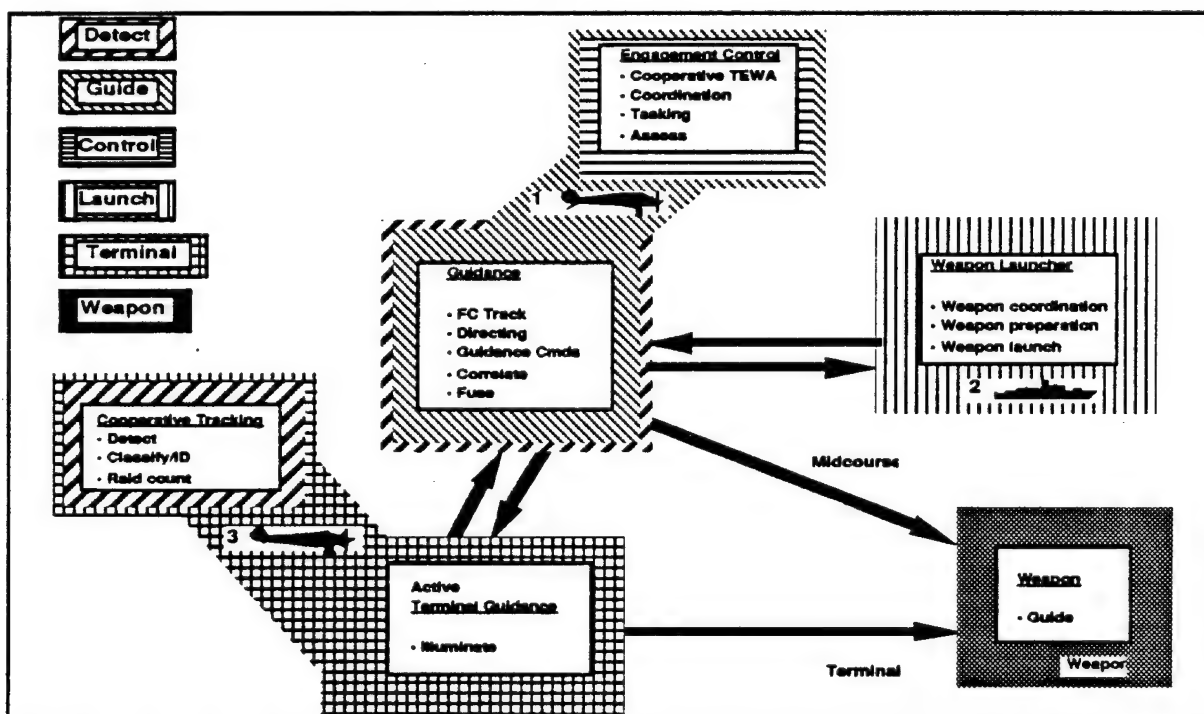 Detect
Guide
Control
Launch
Terminal
Weapon
Engagement Control
- Cooperative TEWA
- Coordination
- Tasking
- Assess
1
Guidance
- FC Track
- Directing
- Guidance Cmds
- Correlate
- Fuse
Weapon Launcher
- Weapon coordination
- Weapon preparation
- Weapon launch
2
Cooperative Tracking
- Detect
- Classify/ID
- Raid count
3
Midcourse
Active
Terminal Guidance
- Illuminate
Terminal
Weapon
- Guide
Weapon